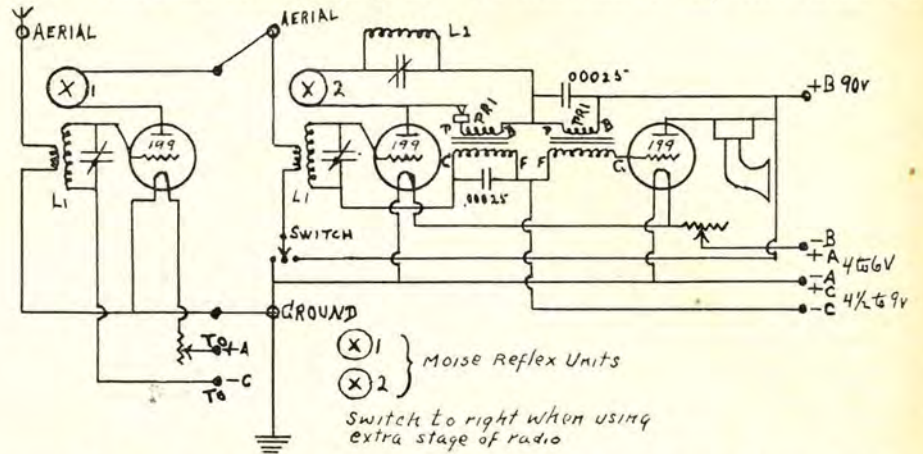 AERIAL
AERIAL
L2
X 1
X 2
.00025
+B 90V
PRI
PRI
P
B
P
B
199
199
199
G
F
F
G
L1
L1
.00025
SWITCH
-B
+A
4 to 6V
-A
+C
4½ to 9V
-C
GROUND
TO +A
TO -C
X 1
X 2
Moise Reflex Units
Switch to right when using
extra stage of radio